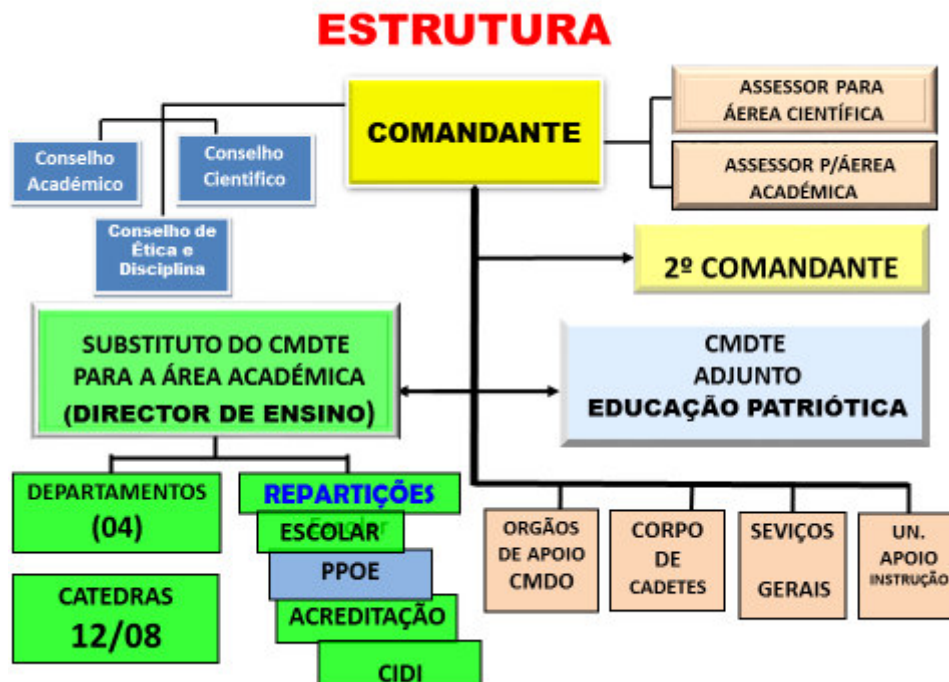 ESTRUTURA
COMANDANTE
ASSESSOR PARA
ÁEREA CIENTÍFICA
ASSESSOR P/ÁEREA
ACADÉMICA
Conselho
Académico
Conselho
Cientifico
Conselho de
Ética e
Disciplina
2º COMANDANTE
SUBSTITUTO DO CMDTE
PARA A ÁREA ACADÉMICA
(DIRECTOR DE ENSINO)
CMDTE
ADJUNTO
EDUCAÇÃO PATRIÓTICA
DEPARTAMENTOS
(04)
CATEDRAS
12/08
REPARTIÇÕES
ESCOLAR
PPOE
ACREDITAÇÃO
CIDI
ORGÃOS
DE APOIO
CMDO
CORPO
DE
CADETES
SEVIÇOS
GERAIS
UN.
APOIO
INSTRUÇÃO